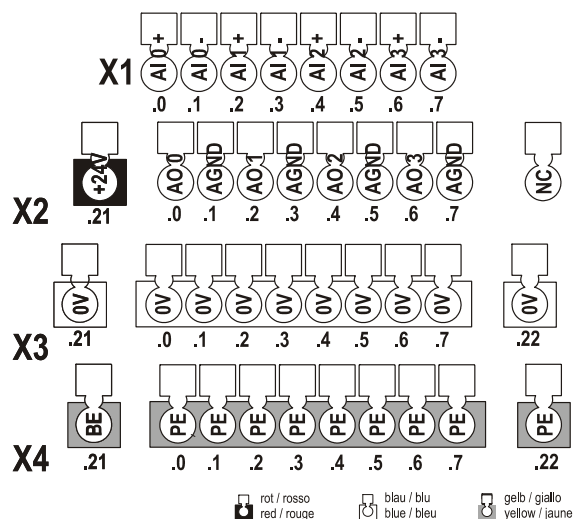 AI0+ AI0- AI1+ AI1- AI2+ AI2- AI3+ AI3-
X1
.0 .1 .2 .3 .4 .5 .6 .7
+24V AO0 AGND AO1 AGND AO2 AGND AO3 AGND NC
X2
.21 .0 .1 .2 .3 .4 .5 .6 .7
0V 0V 0V 0V 0V 0V 0V 0V 0V 0V
X3
.21 .0 .1 .2 .3 .4 .5 .6 .7 .22
BE PE PE PE PE PE PE PE PE PE
X4
.21 .0 .1 .2 .3 .4 .5 .6 .7 .22
rot / rosso blau / blu gelb / giallo
red / rouge blue / bleu yellow / jaune